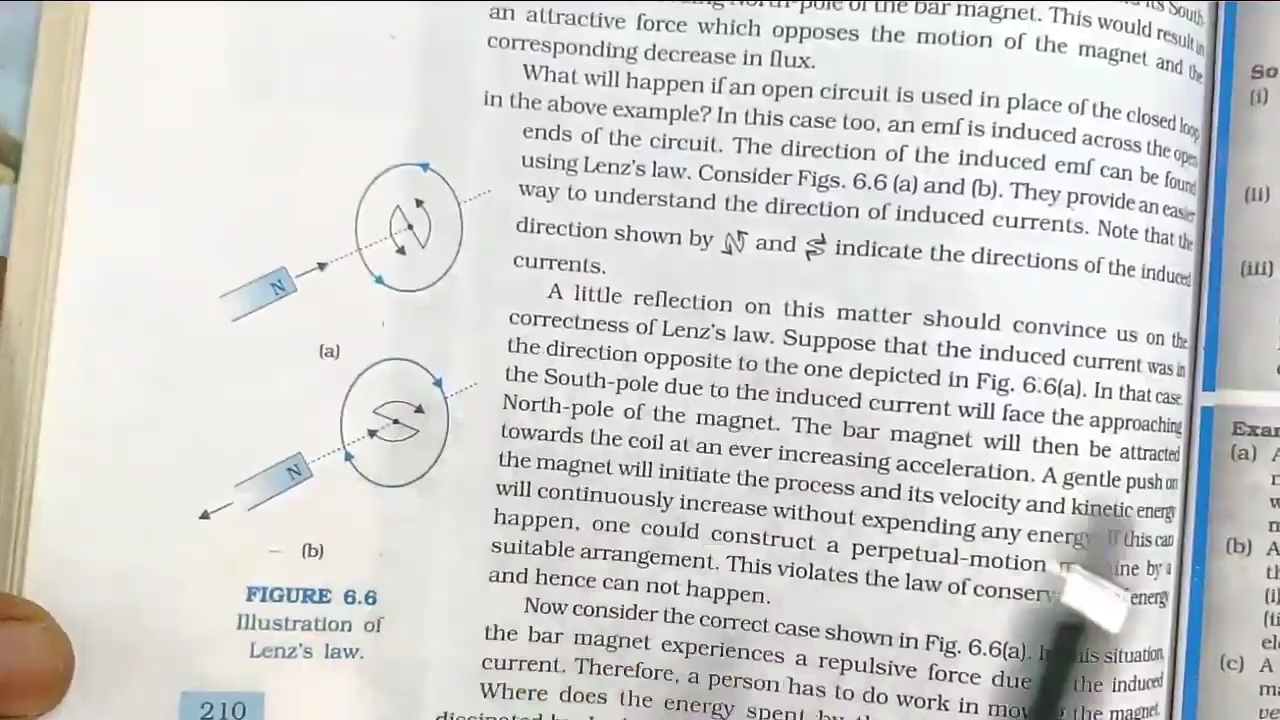 North-pole of the bar magnet. This would result in
an attractive force which opposes the motion of the magnet and the
corresponding decrease in flux.
What will happen if an open circuit is used in place of the closed loop
in the above example? In this case too, an emf is induced across the open
ends of the circuit. The direction of the induced emf can be found
using Lenz's law. Consider Figs. 6.6 (a) and (b). They provide an easier
way to understand the direction of induced currents. Note that the
direction shown by N and S indicate the directions of the induced
currents.
A little reflection on this matter should convince us on the
correctness of Lenz's law. Suppose that the induced current was in
the direction opposite to the one depicted in Fig. 6.6(a). In that case,
the South-pole due to the induced current will face the approaching
North-pole of the magnet. The bar magnet will then be attracted
towards the coil at an ever increasing acceleration. A gentle push on
the magnet will initiate the process and its velocity and kinetic energy
will continuously increase without expending any energy. If this can
happen, one could construct a perpetual-motion by a
suitable arrangement. This violates the law of energy
and hence can not happen.
Now consider the correct case shown in Fig. 6.6(a). situation,
the bar magnet experiences a repulsive force due the induced
current. Therefore, a person has to do work in the magnet.
Where does the energy spent
N
(a)
N
(b)
FIGURE 6.6
Illustration of
Lenz's law.
210
its South
So
(i)
(ii)
(iii)
(a) A
(b) A
(c) A